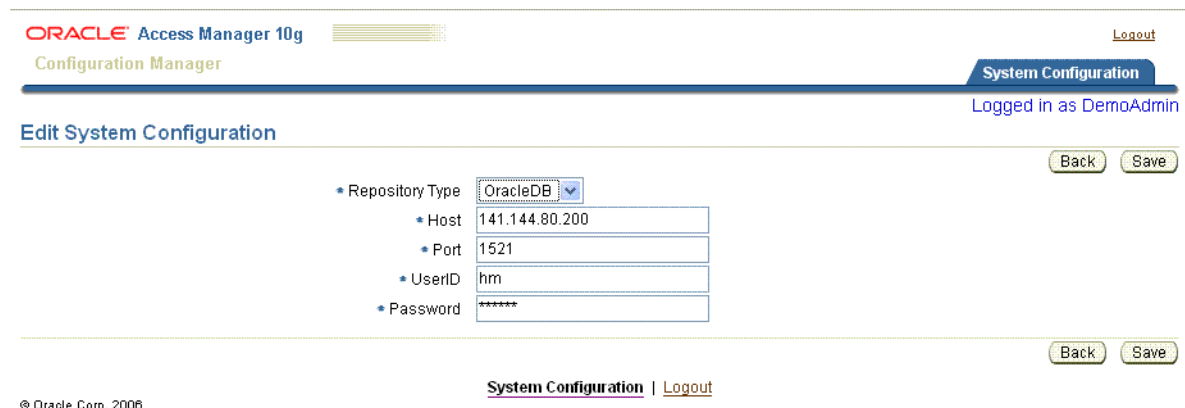 ORACLE Access Manager 10g
Logout
Configuration Manager
System Configuration
Logged in as DemoAdmin
Edit System Configuration
Back Save
* Repository Type OracleDB
* Host 141.144.80.200
* Port 1521
* UserID hm
* Password ******
Back Save
System Configuration | Logout
© Oracle Corp. 2006